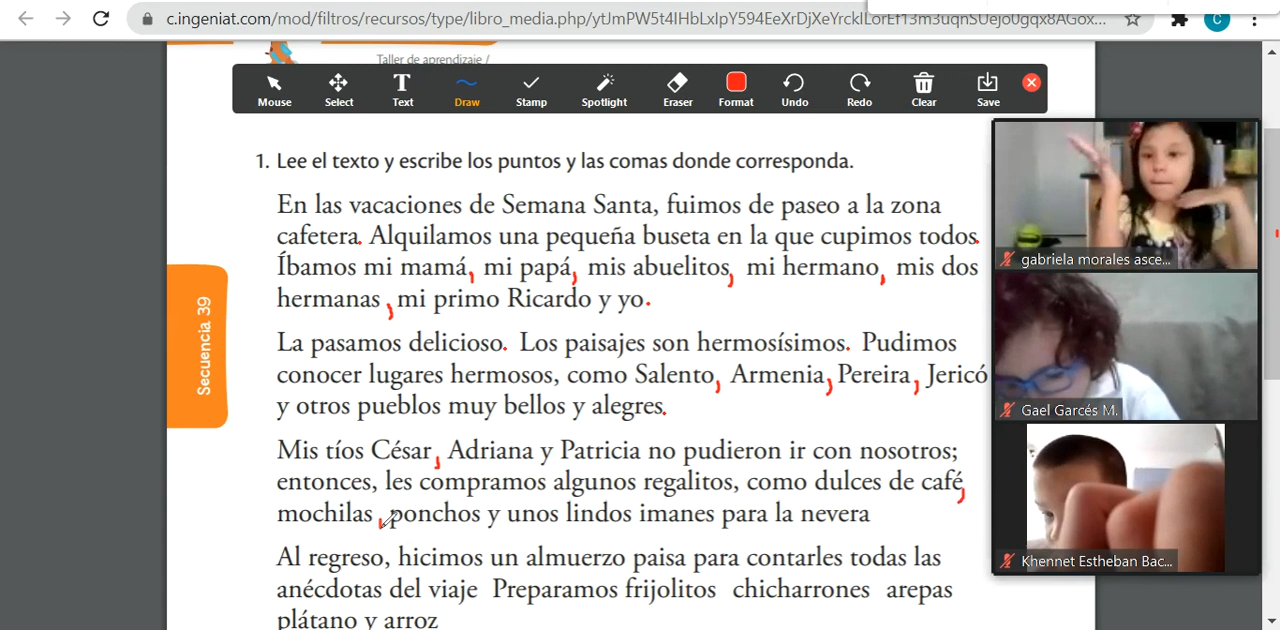 c.ingeniat.com/mod/filtros/recursos/type/libro_media.php/
Taller de aprendizaje /
Mouse Select Text Draw Stamp Spotlight Eraser Format Undo Redo Clear Save
1. Lee el texto y escribe los puntos y las comas donde corresponda.
En las vacaciones de Semana Santa, fuimos de paseo a la zona
cafetera. Alquilamos una pequeña buseta en la que cupimos todos.
Íbamos mi mamá, mi papá, mis abuelitos, mi hermano, mis dos
hermanas , mi primo Ricardo y yo.
La pasamos delicioso. Los paisajes son hermosísimos. Pudimos
conocer lugares hermosos, como Salento, Armenia, Pereira, Jericó
y otros pueblos muy bellos y alegres.
Mis tíos César, Adriana y Patricia no pudieron ir con nosotros;
entonces, les compramos algunos regalitos, como dulces de café,
mochilas , ponchos y unos lindos imanes para la nevera
Al regreso, hicimos un almuerzo paisa para contarles todas las
anécdotas del viaje Preparamos frijolitos chicharrones arepas
plátano y arroz
Secuencia 39
gabriela morales asce...
Gael Garcés M.
Khennet Estheban Bac...
C